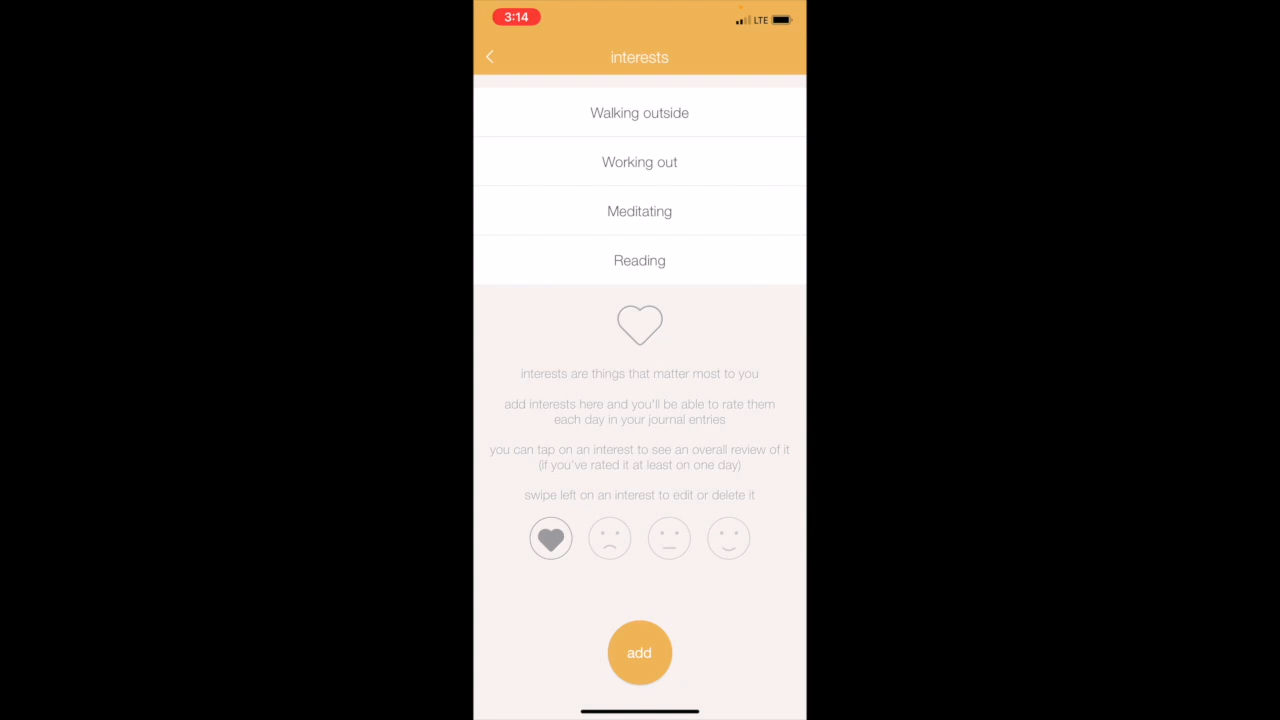 3:14
LTE
interests
Walking outside
Working out
Meditating
Reading
interests are things that matter most to you
add interests here and you'll be able to rate them
each day in your journal entries
you can tap on an interest to see an overall review of it
(if you've rated it at least on one day)
swipe left on an interest to edit or delete it
add